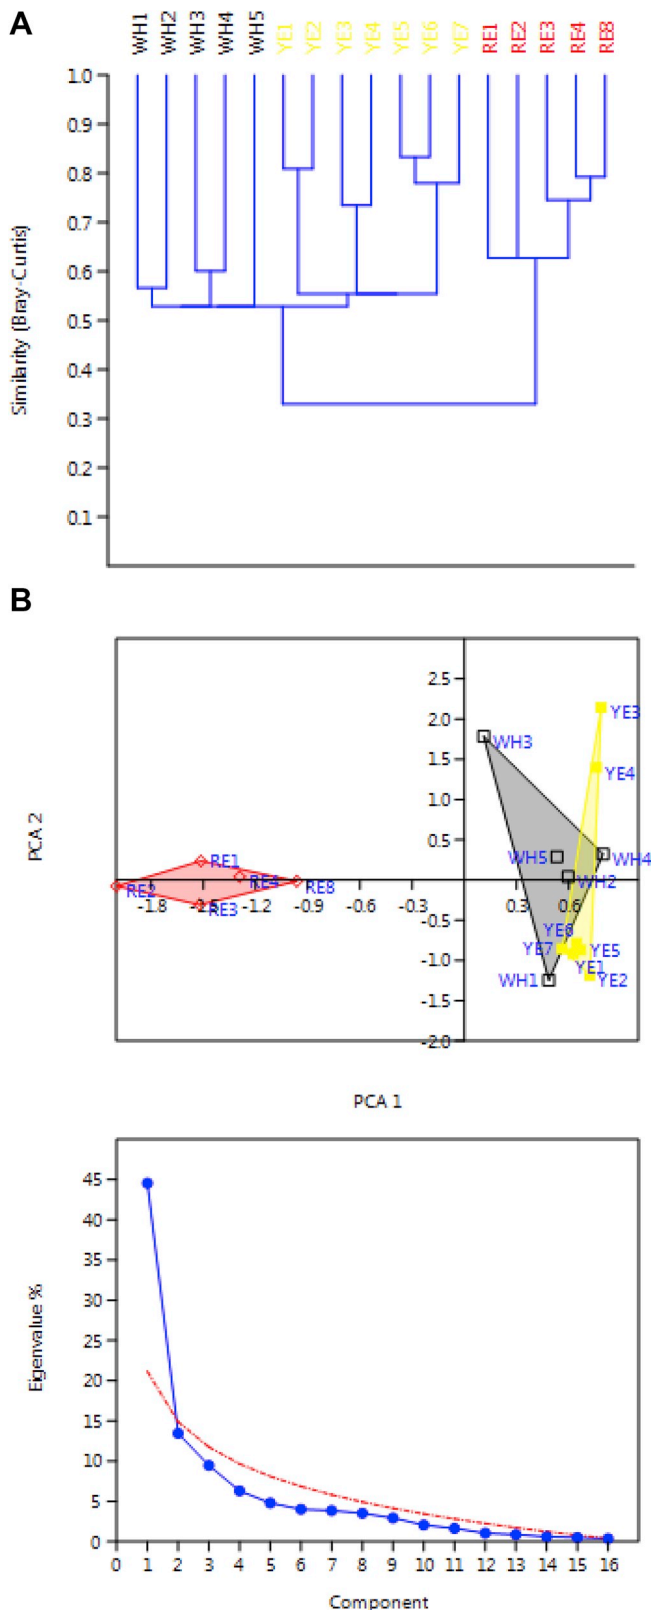 A
WH1 WH2 WH3 WH4 WH5 YE1 YE2 YE3 YE4 YE5 YE6 YE7 RE1 RE2 RE3 RE4 RE8
1.0
0.9
0.8
0.7
0.6
0.5
0.4
0.3
0.2
0.1
Similarity (Bray-Curtis)
B
2.5
YE3
2.0
WH3
1.5
YE4
1.0
PCA 2
0.5
RE1
WH5
WH4
RE4
RE8
WH2
RE2
-1.8 -1.5 -1.2 -0.9 -0.6 -0.3 0.3 0.6
RE3
-0.5
YE6
YE7
YE5
-1.0
YE1
WH1
YE2
-1.5
-2.0
PCA 1
45
40
35
30
25
20
15
10
5
0
Eigenvalue %
0 1 2 3 4 5 6 7 8 9 10 11 12 13 14 15 16
Component